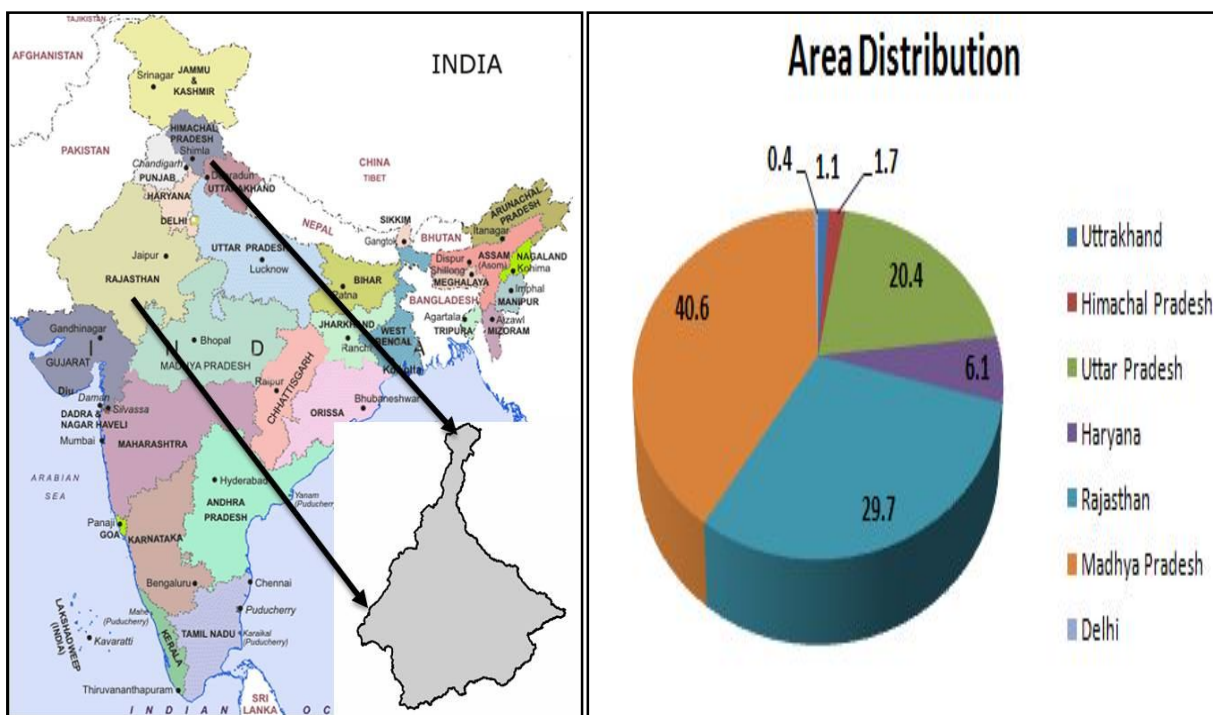 INDIA
TAJIKISTAN
AFGHANISTAN
JAMMU
&
KASHMIR
Srinagar
HIMACHAL
PRADESH
Shimla
PAKISTAN
Chandigarh
PUNJAB
Dehradun
UTTARAKHAND
CHINA
TIBET
HARYANA
DELHI
NEPAL
SIKKIM
Gangtok
BHUTAN
ARUNACHAL
PRADESH
Itanagar
Jaipur
RAJASTHAN
UTTAR PRADESH
Lucknow
BIHAR
Patna
Dispur
ASSAM
(Asom)
NAGALAND
Kohima
Shillong
MEGHALAYA
Imphal
MANIPUR
BANGLADESH
Agartala
Aizawl
TRIPURA
MIZORAM
Gandhinagar
GUJARAT
I N D A
Bhopal
MADHYA PRADESH
JHARKHAND
Ranchi
WEST
BENGAL
Kolkata
CHHATTISGARH
Raipur
Diu
Daman
Silvassa
DADRA &
NAGAR HAVELI
Mumbai
MAHARASHTRA
ORISSA
Bhubaneshwar
ARABIAN
SEA
Hyderabad
ANDHRA
PRADESH
Yanam
(Puducherry)
Panaji
GOA
KARNATAKA
Bengaluru
Chennai
LAKSHADWEEP
(INDIA)
Kavaratti
Mahe
(Puducherry)
Puducherry
Karaikal
(Puducherry)
KERALA
TAMIL NADU
Thiruvananthapuram
SRI
LANKA
I N D I A N O C
Area Distribution
0.4
1.1
1.7
20.4
6.1
29.7
40.6
Uttrakhand
Himachal Pradesh
Uttar Pradesh
Haryana
Rajasthan
Madhya Pradesh
Delhi